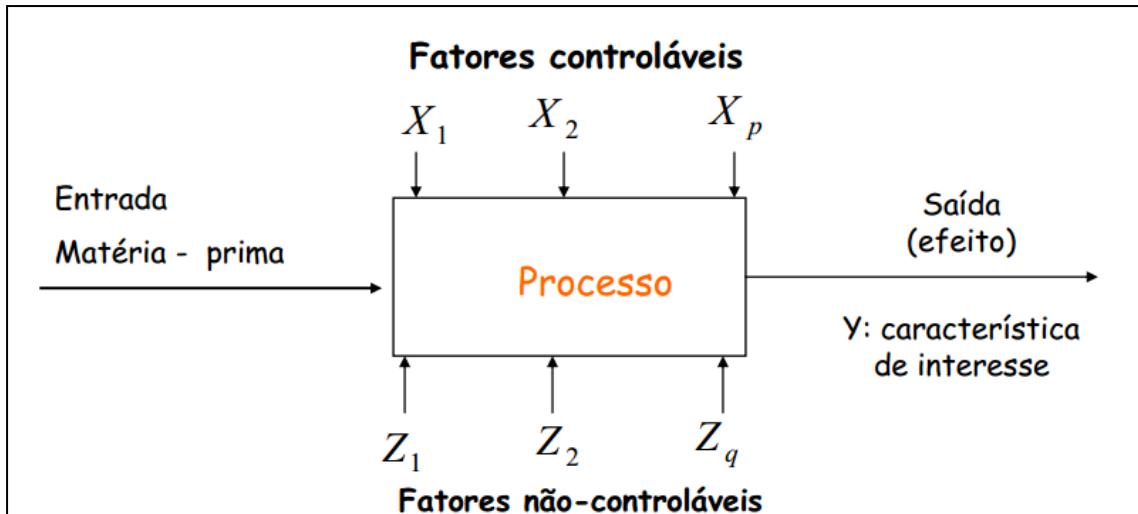 Fatores controláveis
X₁ X₂ Xₚ
Entrada
Matéria - prima
Processo
Saída
(efeito)
Y: característica
de interesse
Z₁ Z₂ Z_q
Fatores não-controláveis